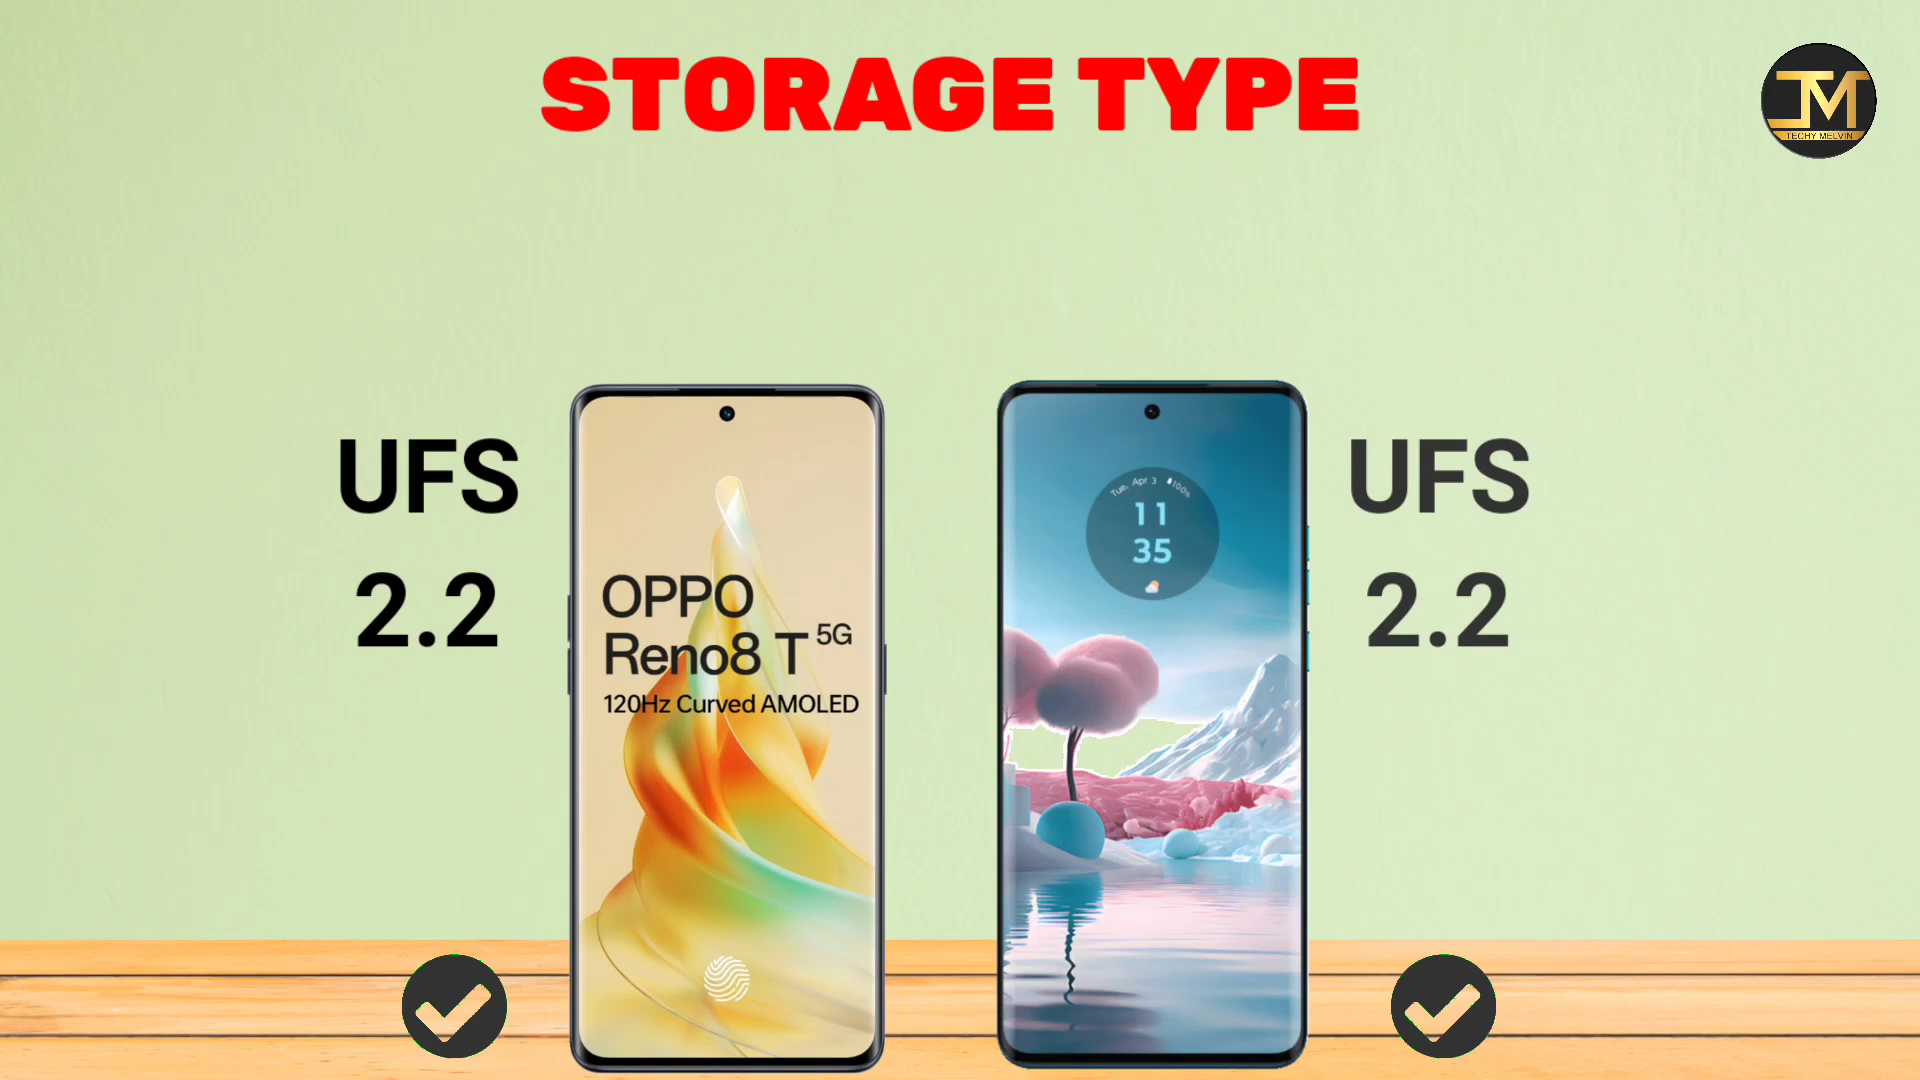 STORAGE TYPE
TECHY MELVIN
UFS
2.2
OPPO
Reno8 T 5G
120Hz Curved AMOLED
Tue, Apr 3 100%
11
35
UFS
2.2